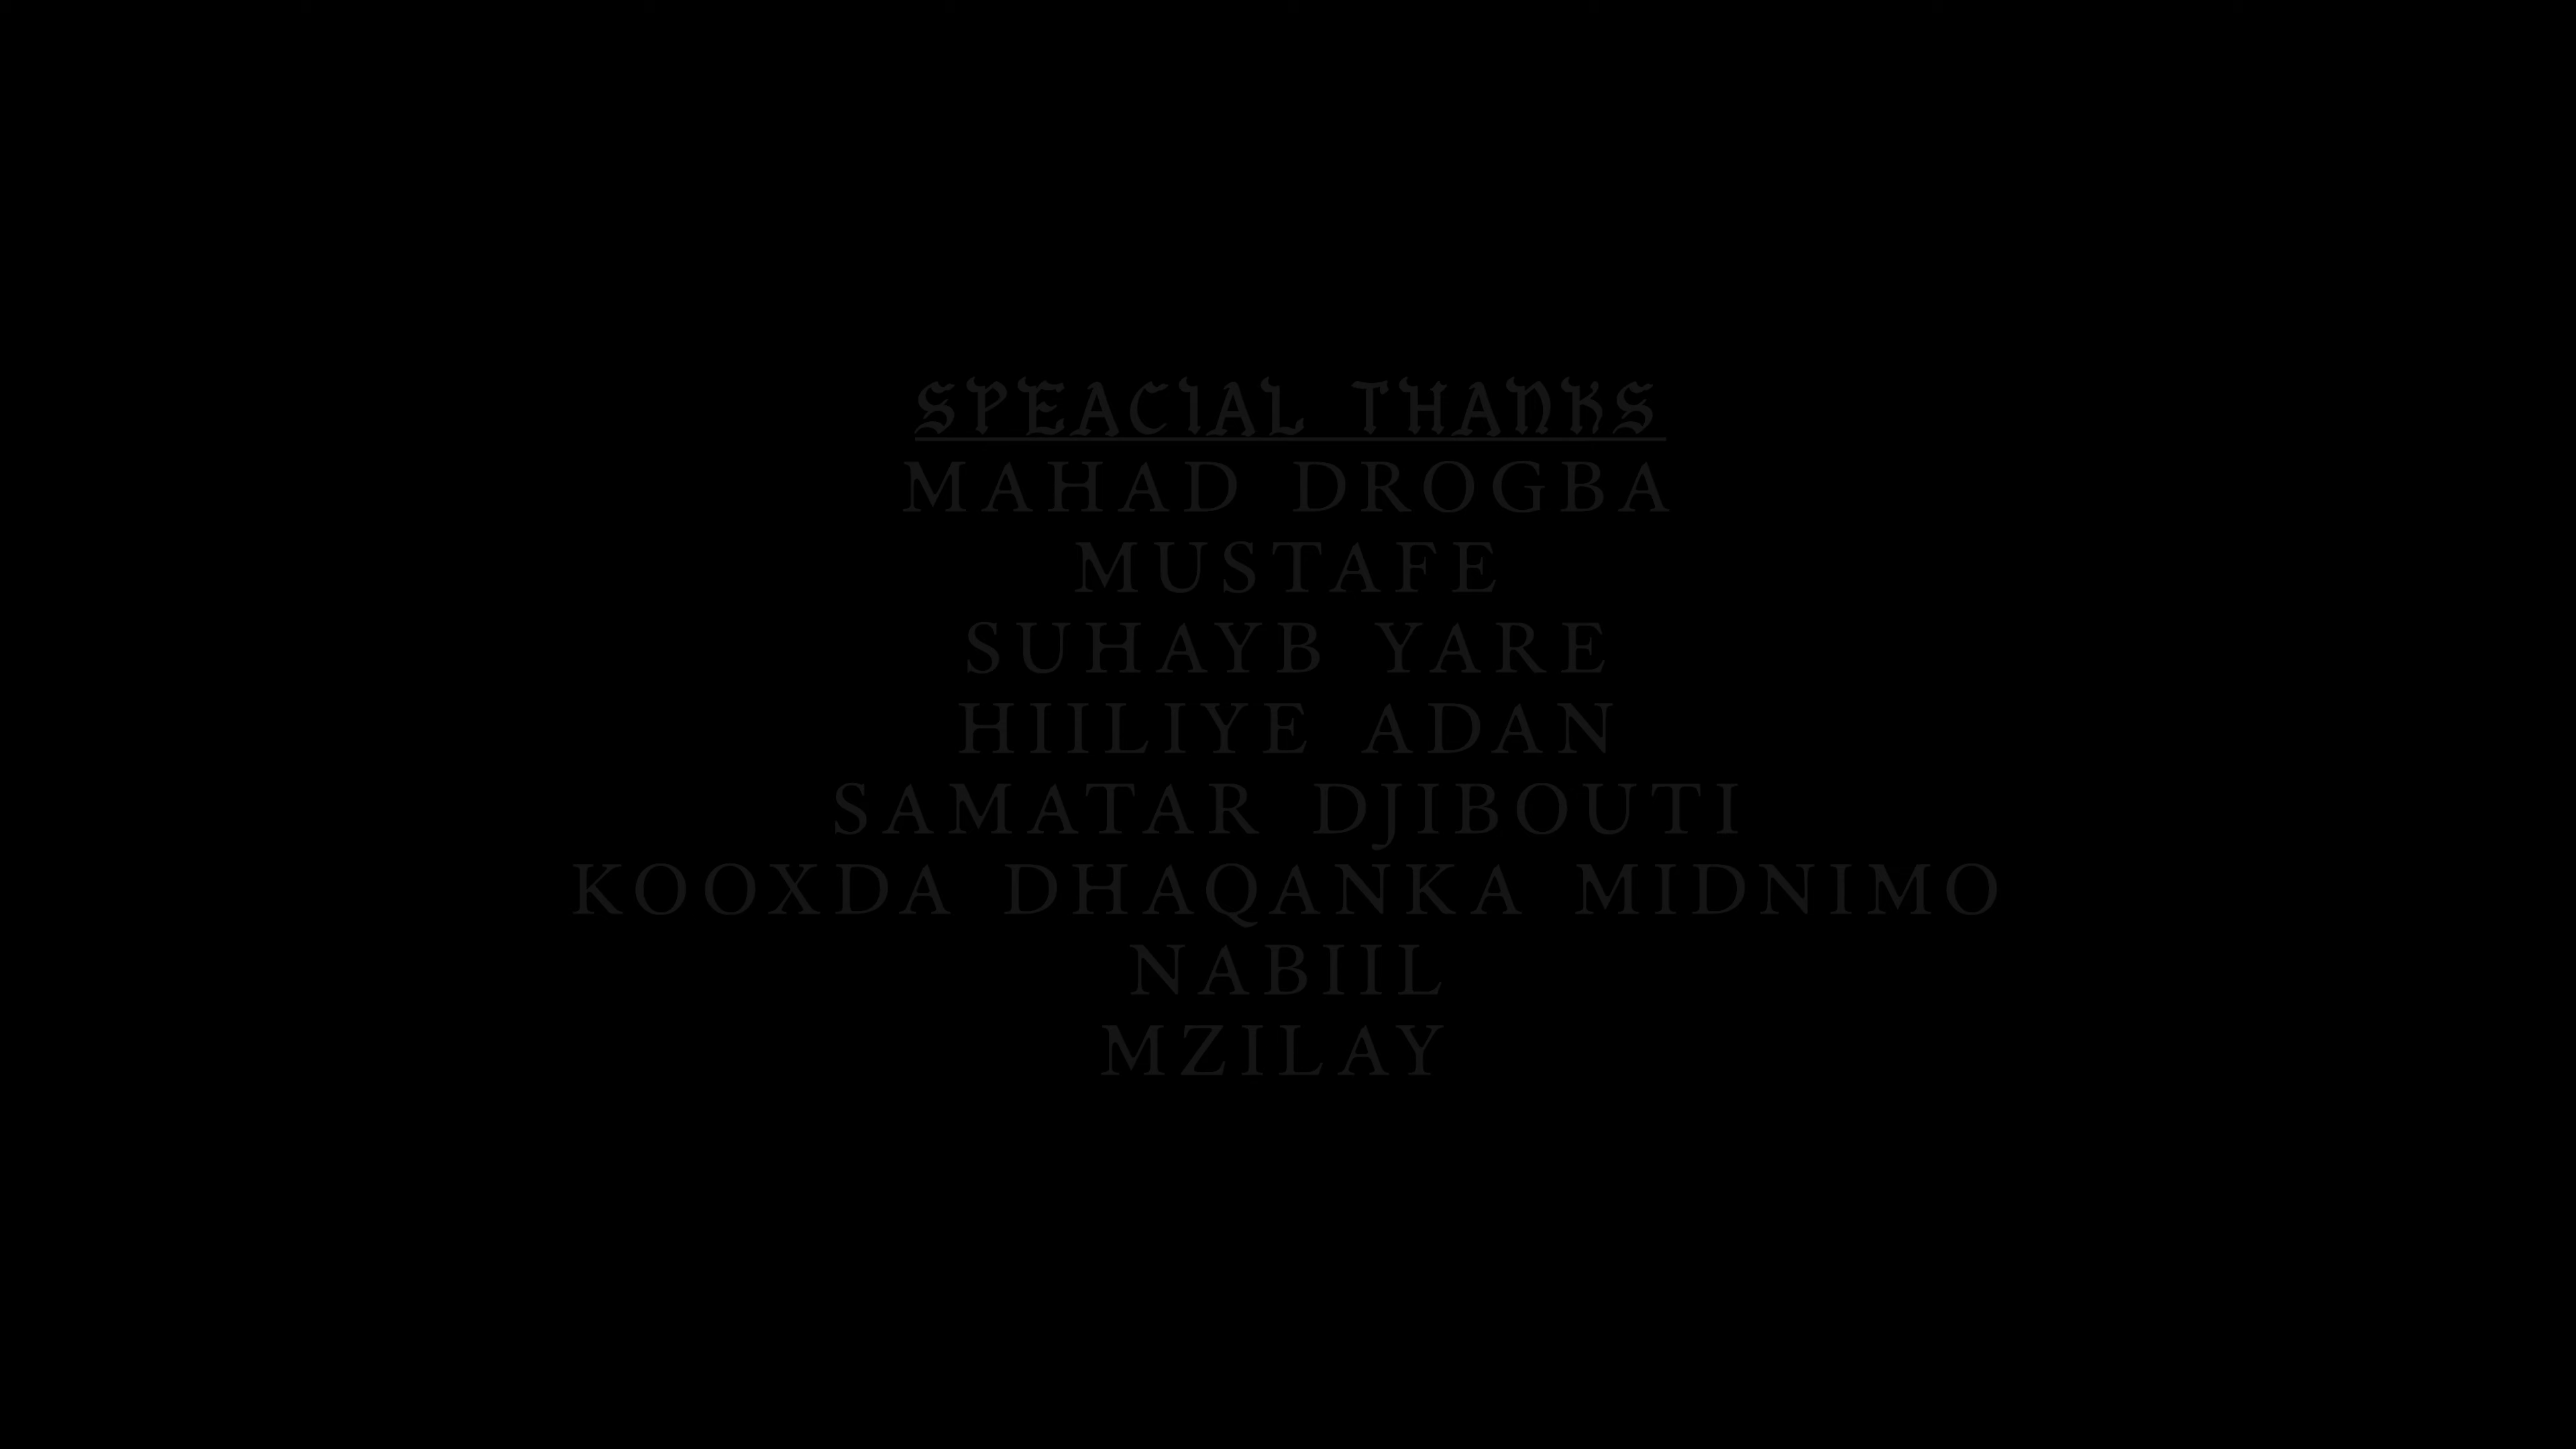 SPEACIAL THANKS
MAHAD DROGBA
MUSTAFE
SUHAYB YARE
HIILIYE ADAN
SAMATAR DJIBOUTI
KOOXDA DHAQANKA MIDNIMO
NABIIL
MZILAY